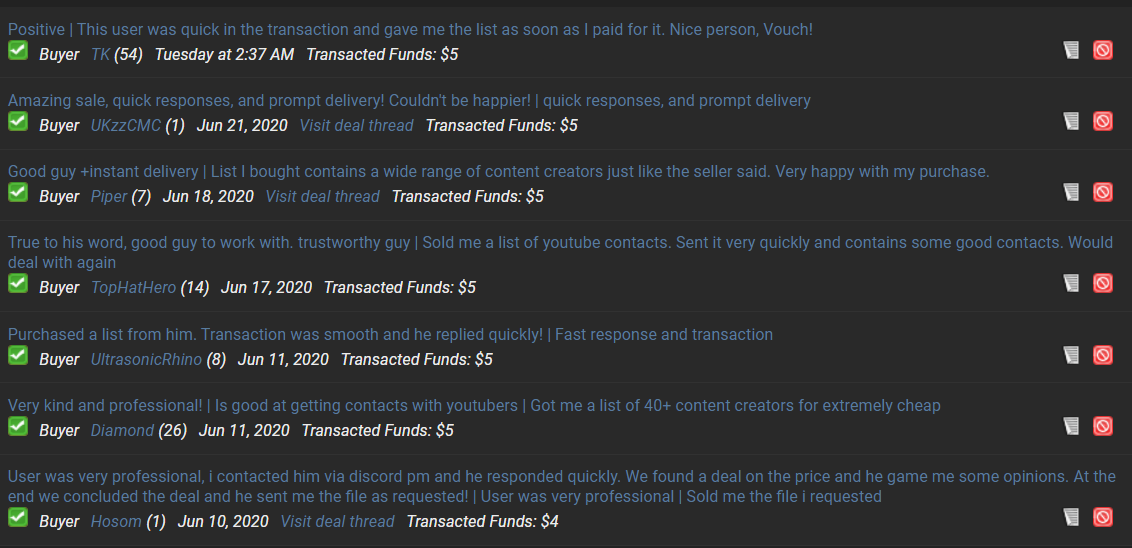 Positive | This user was quick in the transaction and gave me the list as soon as I paid for it. Nice person, Vouch!
Buyer TK (54) Tuesday at 2:37 AM Transacted Funds: $5
Amazing sale, quick responses, and prompt delivery! Couldn't be happier! | quick responses, and prompt delivery
Buyer UKzzCMC (1) Jun 21, 2020 Visit deal thread Transacted Funds: $5
Good guy +instant delivery | List I bought contains a wide range of content creators just like the seller said. Very happy with my purchase.
Buyer Piper (7) Jun 18, 2020 Visit deal thread Transacted Funds: $5
True to his word, good guy to work with. trustworthy guy | Sold me a list of youtube contacts. Sent it very quickly and contains some good contacts. Would
deal with again
Buyer TopHatHero (14) Jun 17, 2020 Transacted Funds: $5
Purchased a list from him. Transaction was smooth and he replied quickly! | Fast response and transaction
Buyer UltrasonicRhino (8) Jun 11, 2020 Transacted Funds: $5
Very kind and professional! | Is good at getting contacts with youtubers | Got me a list of 40+ content creators for extremely cheap
Buyer Diamond (26) Jun 11, 2020 Transacted Funds: $5
User was very professional, i contacted him via discord pm and he responded quickly. We found a deal on the price and he game me some opinions. At the
end we concluded the deal and he sent me the file as requested! | User was very professional | Sold me the file i requested
Buyer Hosom (1) Jun 10, 2020 Visit deal thread Transacted Funds: $4